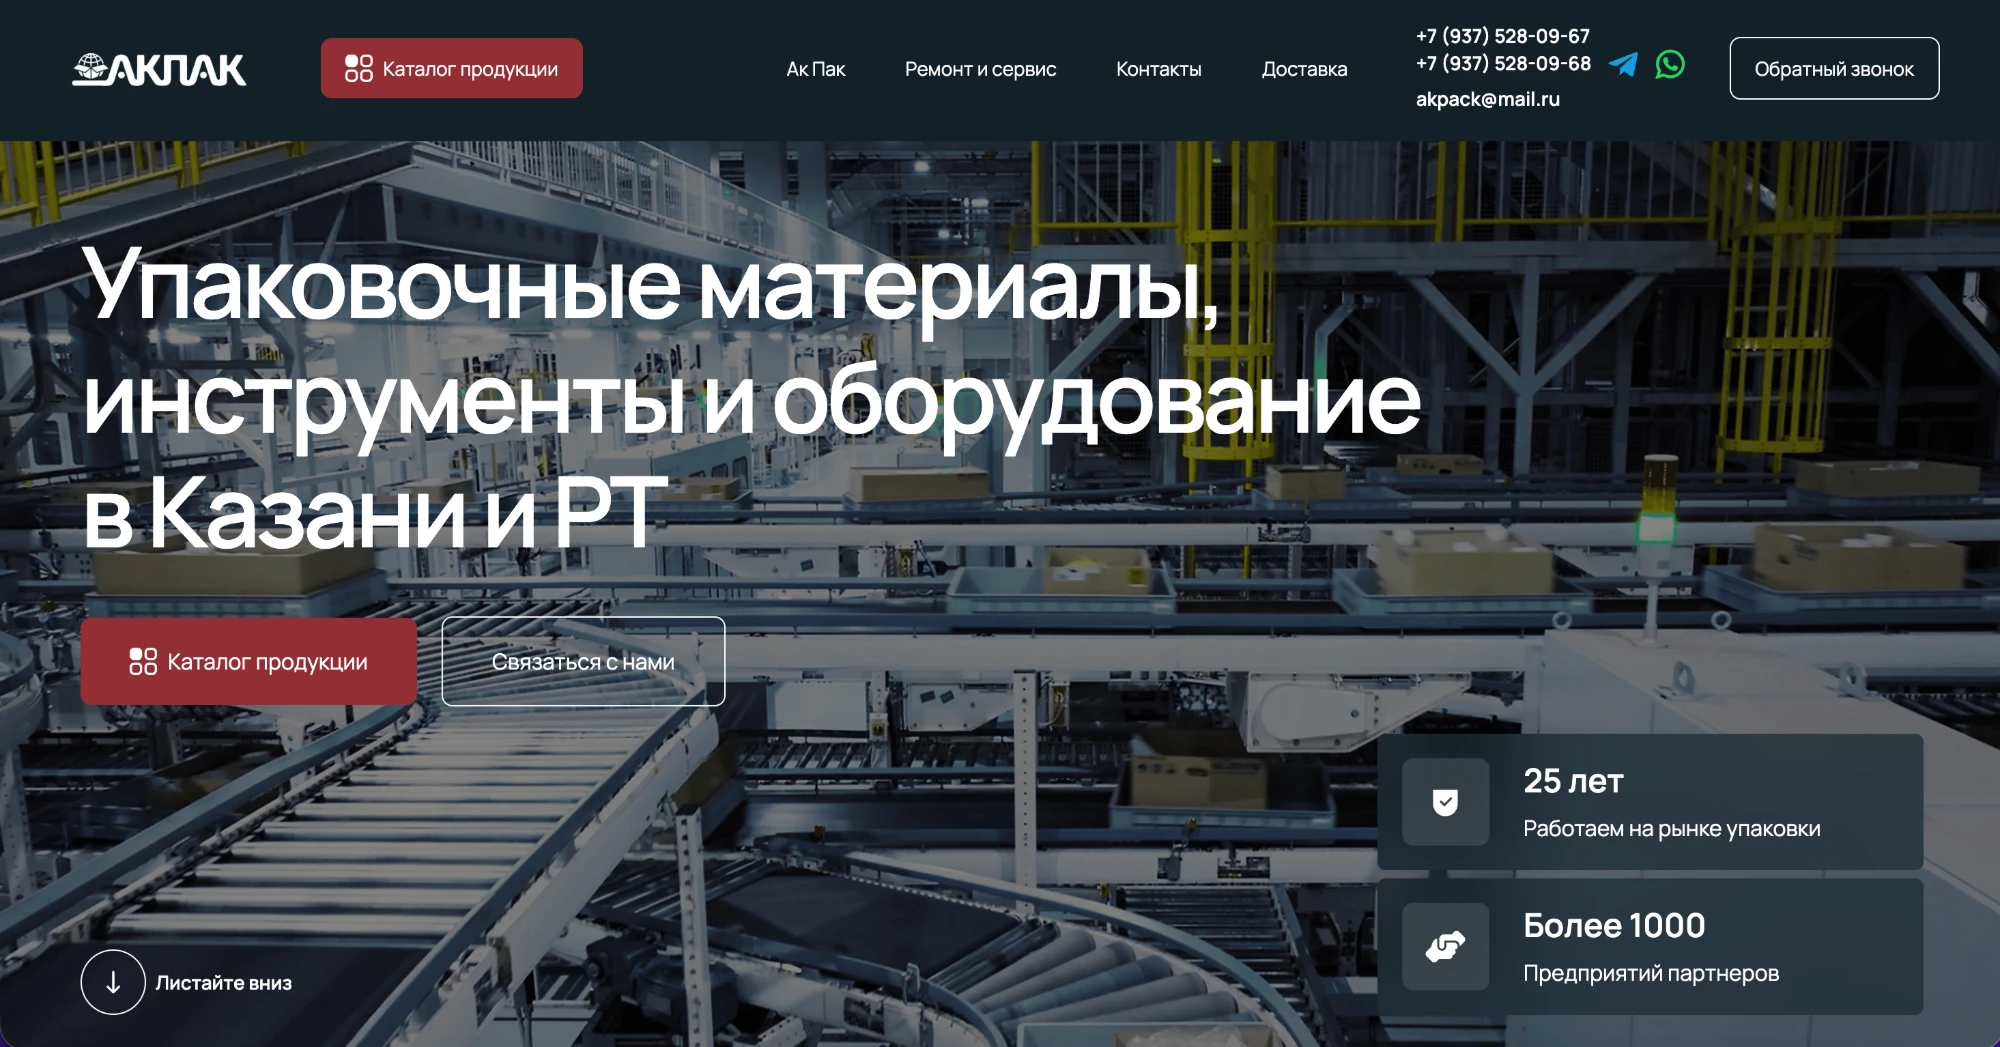 АКПАК
Каталог продукции
Ак Пак
Ремонт и сервис
Контакты
Доставка
+7 (937) 528-09-67
+7 (937) 528-09-68
akpack@mail.ru
Обратный звонок
Упаковочные материалы,
инструменты и оборудование
в Казани и РТ
Каталог продукции
Связаться с нами
25 лет
Работаем на рынке упаковки
Более 1000
Предприятий партнеров
Листайте вниз